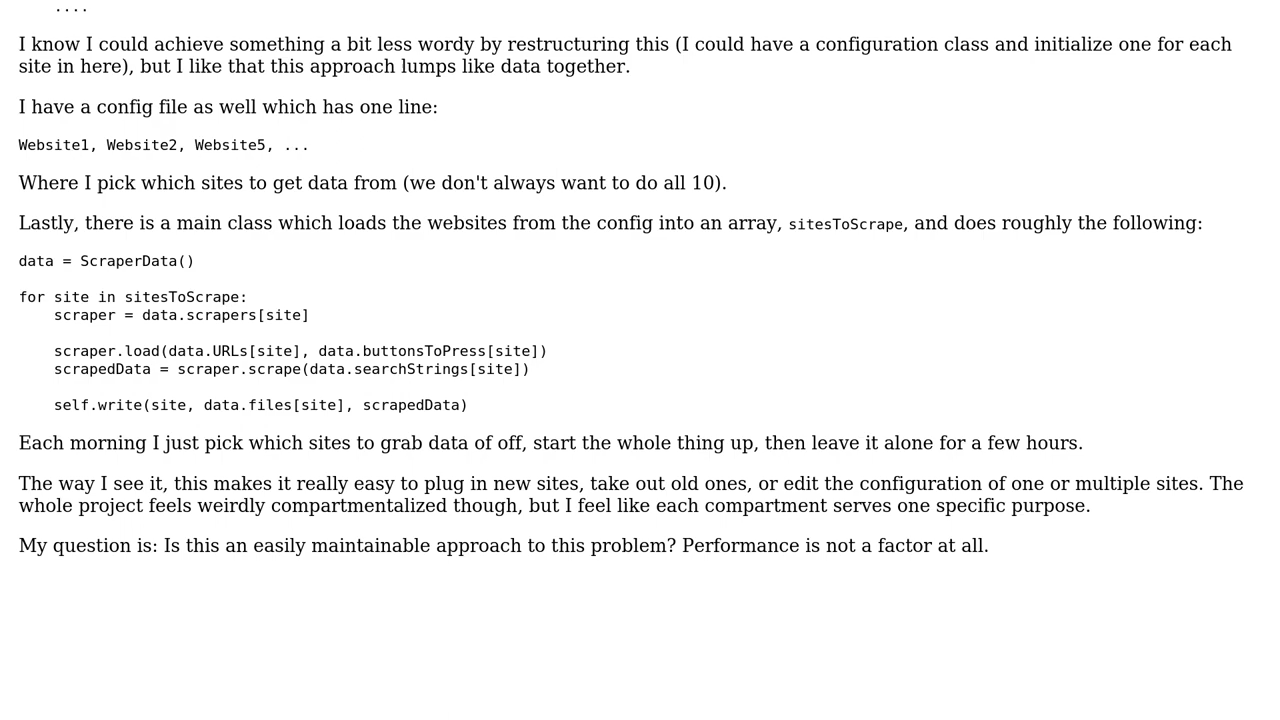 ....
I know I could achieve something a bit less wordy by restructuring this (I could have a configuration class and initialize one for each
site in here), but I like that this approach lumps like data together.
I have a config file as well which has one line:
Website1, Website2, Website5, ...
Where I pick which sites to get data from (we don't always want to do all 10).
Lastly, there is a main class which loads the websites from the config into an array, sitesToScrape, and does roughly the following:
data = ScraperData()
for site in sitesToScrape:
    scraper = data.scrapers[site]
    scraper.load(data.URLs[site], data.buttonsToPress[site])
    scrapedData = scraper.scrape(data.searchStrings[site])
    self.write(site, data.files[site], scrapedData)
Each morning I just pick which sites to grab data of off, start the whole thing up, then leave it alone for a few hours.
The way I see it, this makes it really easy to plug in new sites, take out old ones, or edit the configuration of one or multiple sites. The
whole project feels weirdly compartmentalized though, but I feel like each compartment serves one specific purpose.
My question is: Is this an easily maintainable approach to this problem? Performance is not a factor at all.